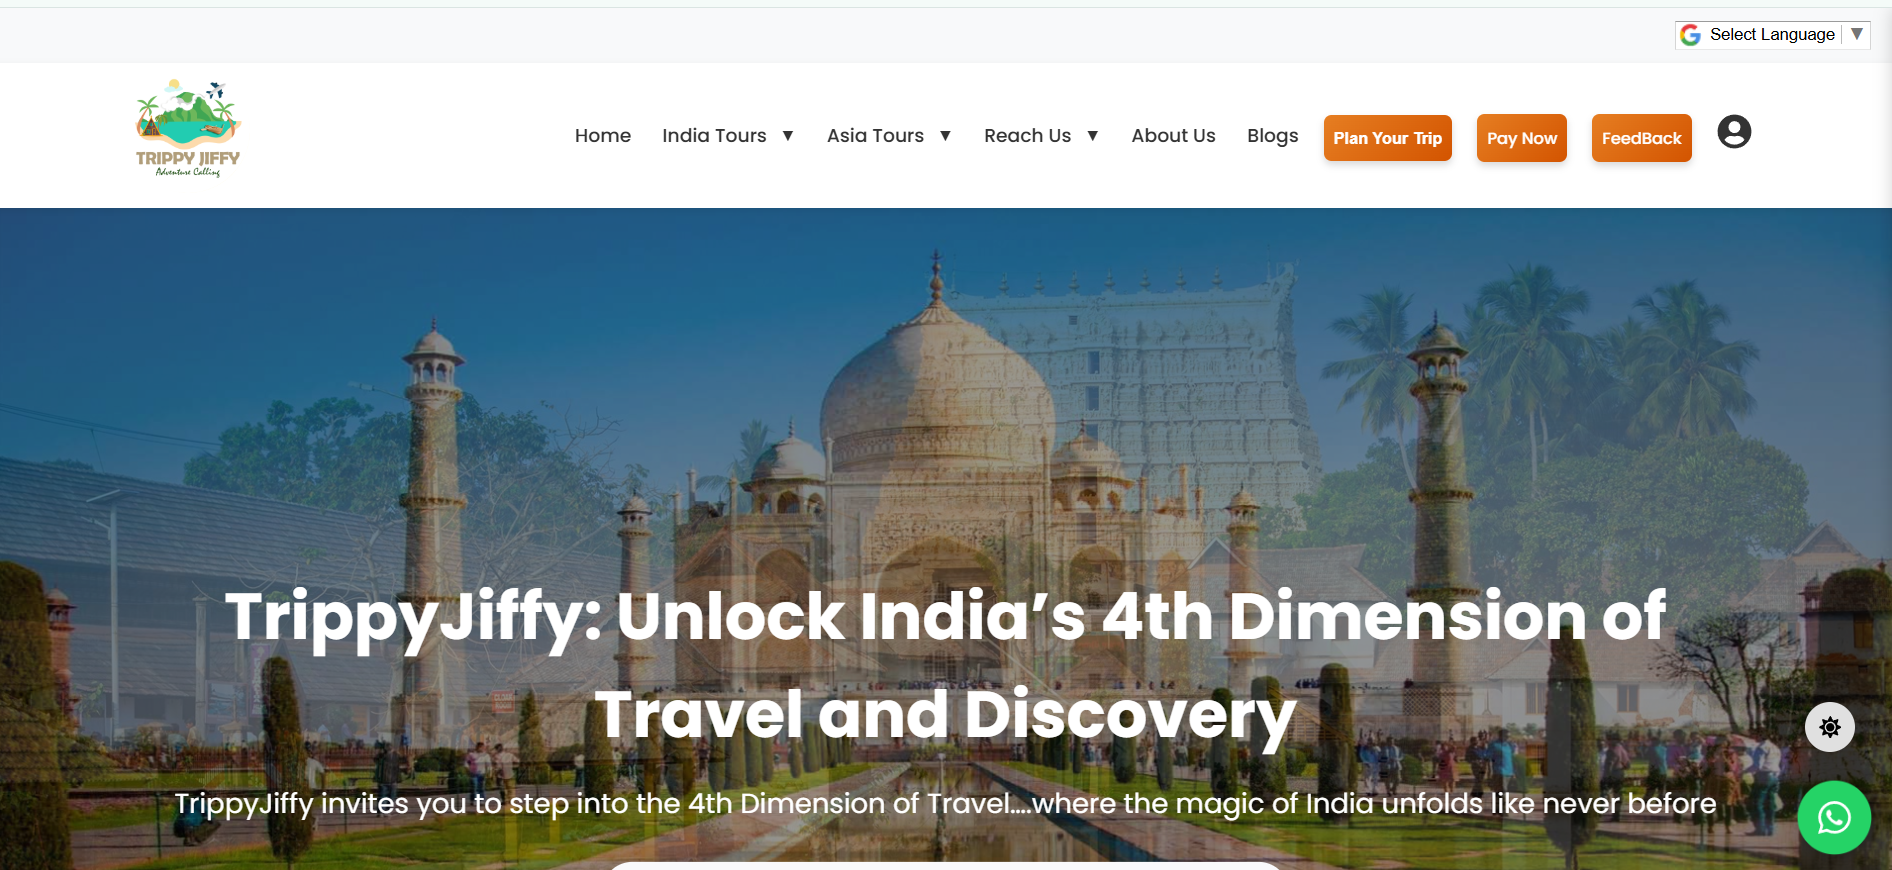 Select Language ▼
TRIPPY JIFFY
Adventure Calling
Home India Tours ▼ Asia Tours ▼ Reach Us ▼ About Us Blogs Plan Your Trip Pay Now FeedBack
TrippyJiffy: Unlock India’s 4th Dimension of
Travel and Discovery
TrippyJiffy invites you to step into the 4th Dimension of Travel....where the magic of India unfolds like never before